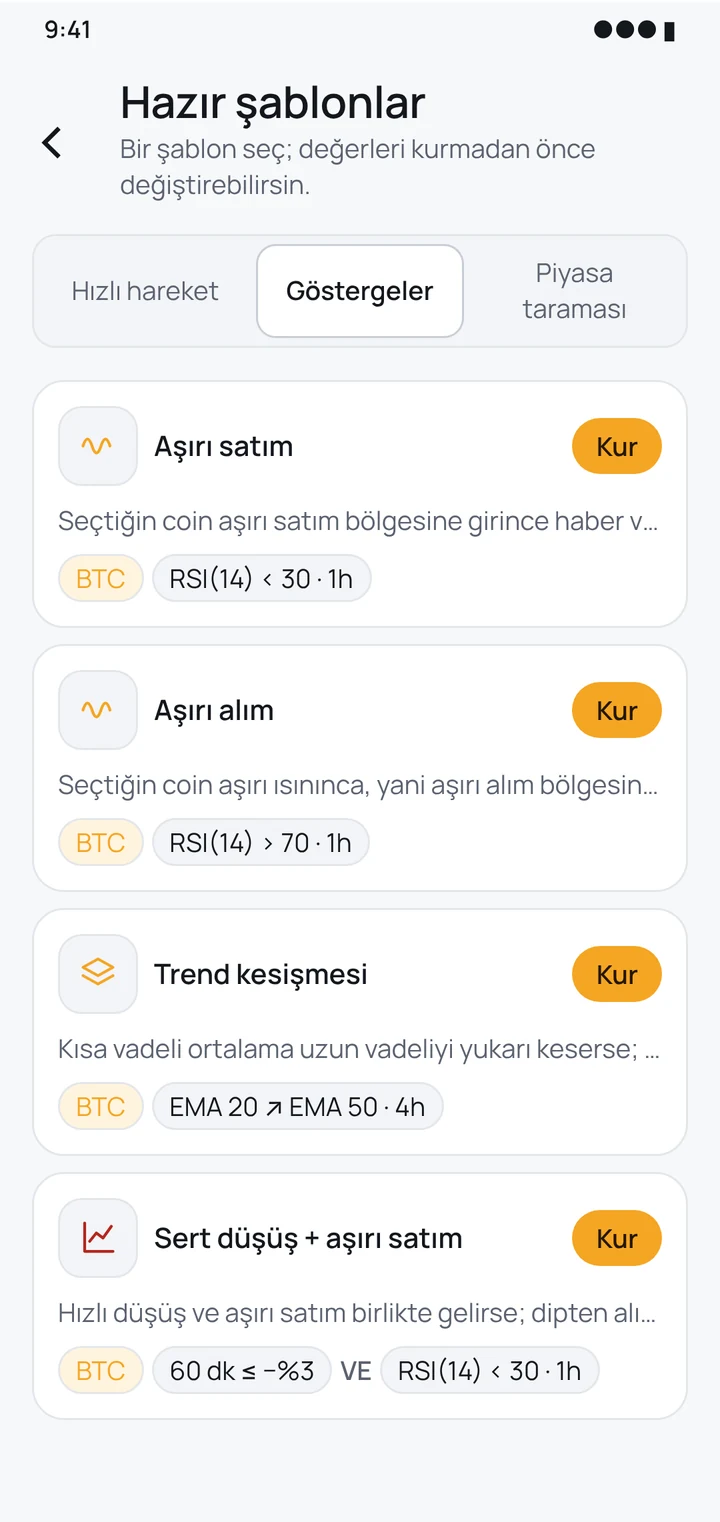 9:41
Hazır şablonlar
Bir şablon seç; değerleri kurmadan önce
değiştirebilirsin.
Hızlı hareket
Göstergeler
Piyasa
taraması
Aşırı satım
Kur
Seçtiğin coin aşırı satım bölgesine girince haber v...
BTC
RSI(14) < 30 · 1h
Aşırı alım
Kur
Seçtiğin coin aşırı ısınınca, yani aşırı alım bölgesin...
BTC
RSI(14) > 70 · 1h
Trend kesişmesi
Kur
Kısa vadeli ortalama uzun vadeliyi yukarı keserse; ...
BTC
EMA 20 ↗ EMA 50 · 4h
Sert düşüş + aşırı satım
Kur
Hızlı düşüş ve aşırı satım birlikte gelirse; dipten alı...
BTC
60 dk ≤ −%3
VE
RSI(14) < 30 · 1h